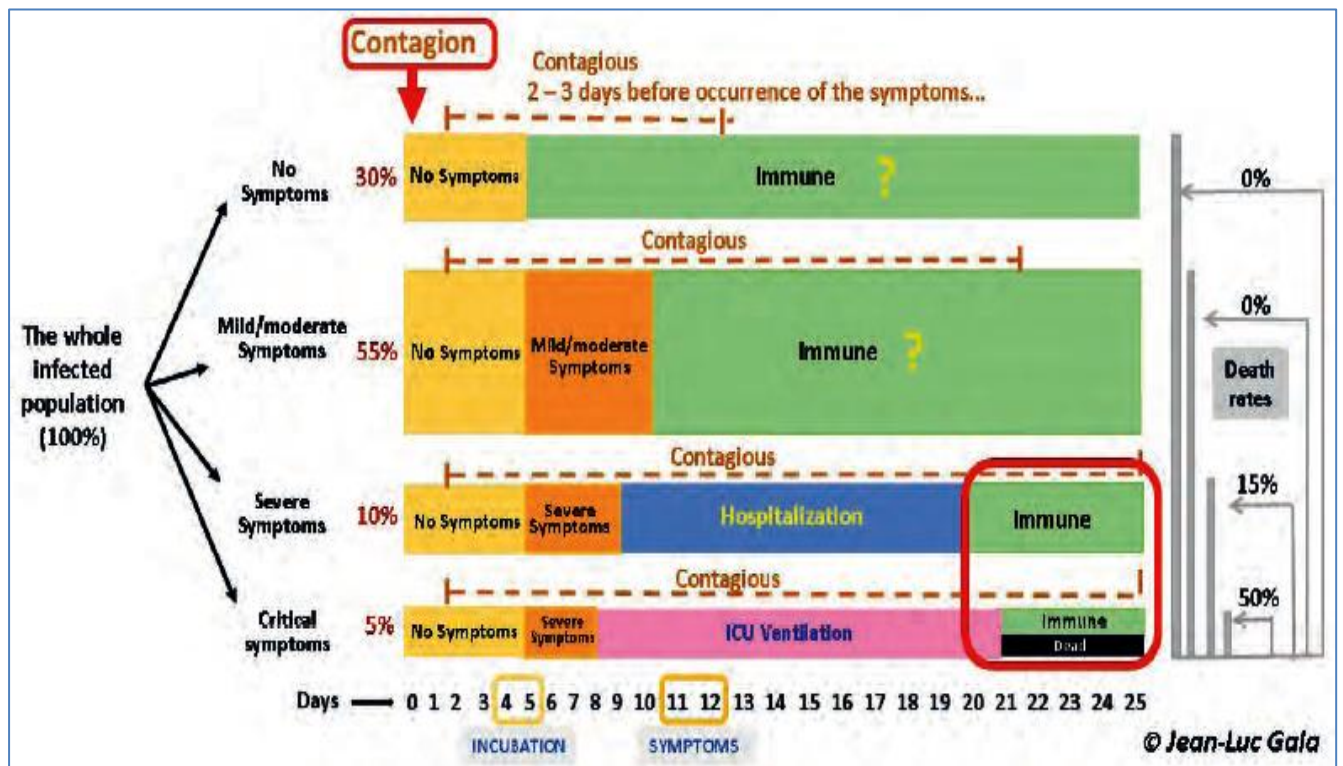 Contagion
Contagious
2 – 3 days before occurrence of the symptoms...
No
Symptoms
30%
No Symptoms
Immune ?
0%
Contagious
The whole
infected
population
(100%)
Mild/moderate
Symptoms
55%
No Symptoms
Mild/moderate
Symptoms
Immune ?
0%
Death
rates
Contagious
Severe
Symptoms
10%
No Symptoms
Severe
Symptoms
Hospitalization
Immune
15%
Contagious
Critical
symptoms
5%
No Symptoms
Severe
Symptoms
ICU Ventilation
Immune
Dead
50%
Days 0 1 2 3 4 5 6 7 8 9 10 11 12 13 14 15 16 17 18 19 20 21 22 23 24 25
INCUBATION
SYMPTOMS
© Jean-Luc Gala